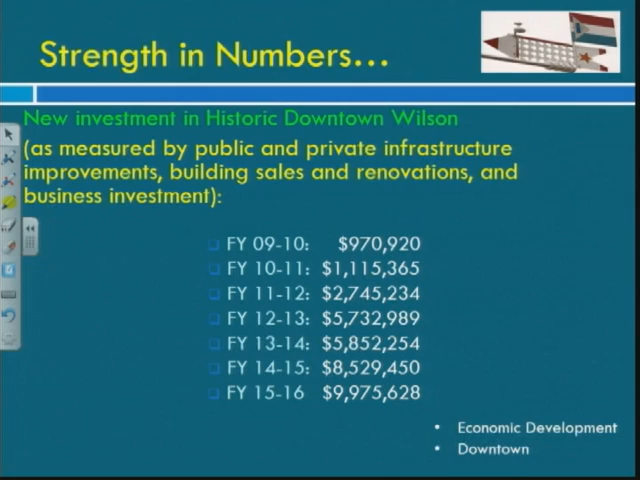 Strength in Numbers...
New investment in Historic Downtown Wilson
(as measured by public and private infrastructure
improvements, building sales and renovations, and
business investment):
FY 09-10: $970,920
FY 10-11: $1,115,365
FY 11-12: $2,745,234
FY 12-13: $5,732,989
FY 13-14: $5,852,254
FY 14-15: $8,529,450
FY 15-16 $9,975,628
• Economic Development
• Downtown